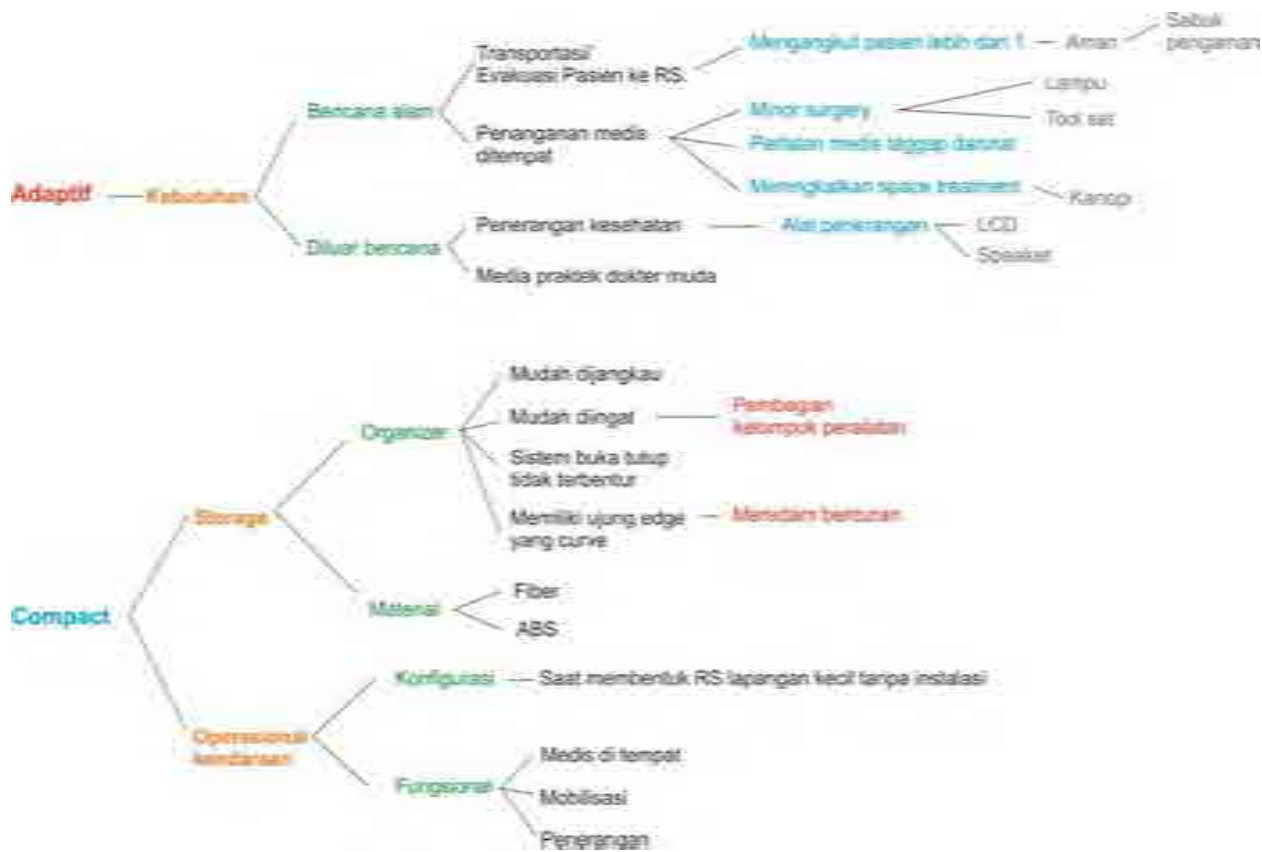 Sabuk
pengaman
Mengangkut pasien lebih dari 1
Aman
Transportasi/
Evakuasi Pasien ke RS.
Lampu
Bencana alam
Minor surgery
Tool set
Penanganan medis
ditempat
Peralatan medis tanggap darurat
Adaptif
Kebutuhan
Meningkatkan space treatment
Kanopi
Penerangan kesehatan
Alat penerangan
LCD
Diluar bencana
Speaker
Media praktek dokter muda
Mudah dijangkau
Mudah diingat
Pembagian
kelompok peralatan
Organizer
Sistem buka tutup
tidak terbentur
Storage
Memiliki ujung edge
yang curve
Meredam benturan
Fiber
Material
Compact
ABS
Konfigurasi
Saat membentuk RS lapangan kecil tanpa instalasi
Operasional
kendaraan
Medis di tempat
Fungsional
Mobilisasi
Penerangan